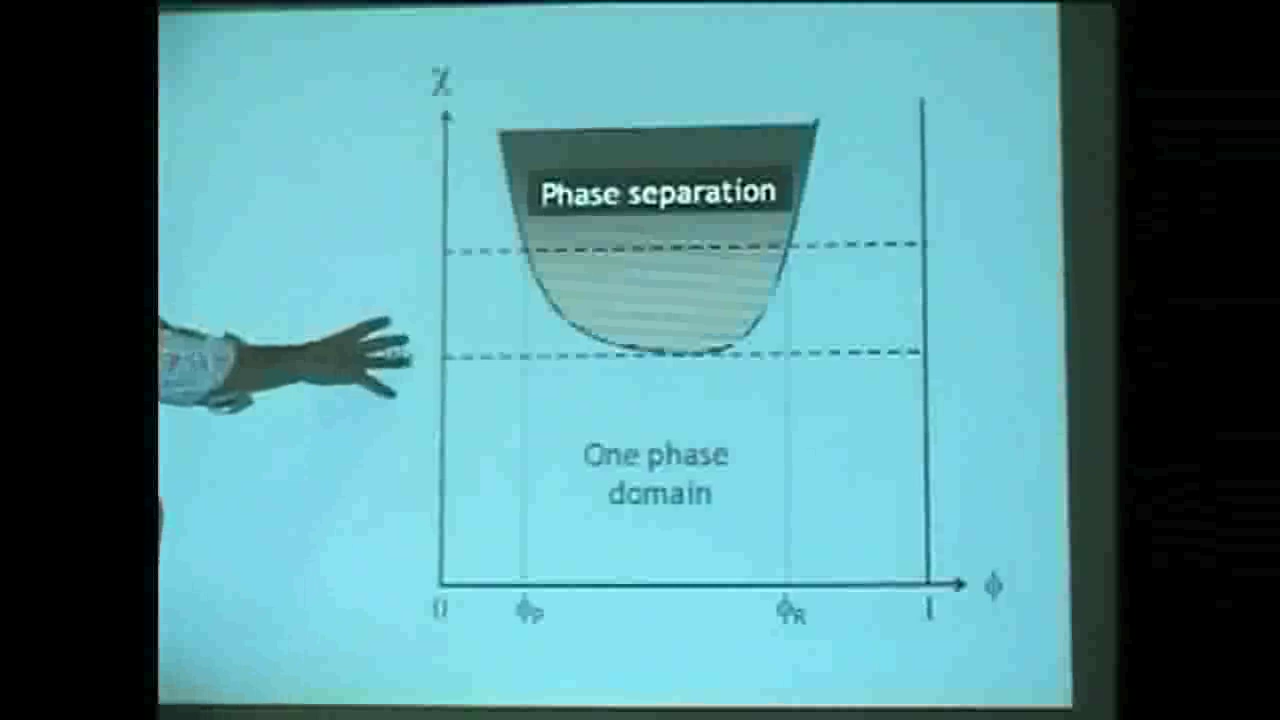 χ
Phase separation
One phase
domain
0 ϕP ϕR 1 ϕ